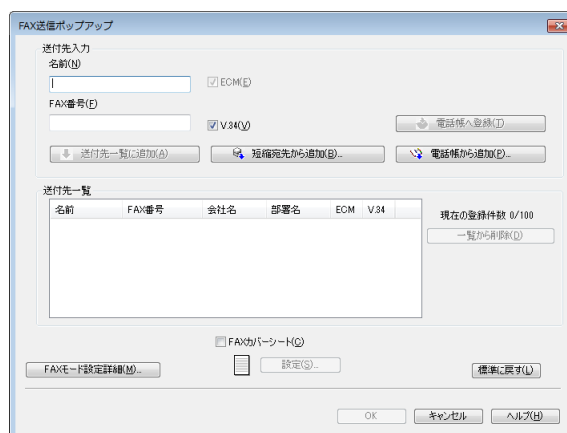 FAX送信ポップアップ
送付先入力
名前(N)
ECM(E)
FAX番号(F)
V.34(V)
電話帳へ登録(T)
送付先一覧に追加(A)
短縮宛先から追加(B)...
電話帳から追加(P)...
送付先一覧
名前 FAX番号 会社名 部署名 ECM V.34
現在の登録件数 0/100
一覧から削除(D)
FAXカバーシート(C)
FAXモード設定詳細(M)...
設定(S)...
標準に戻す(L)
OK キャンセル ヘルプ(H)